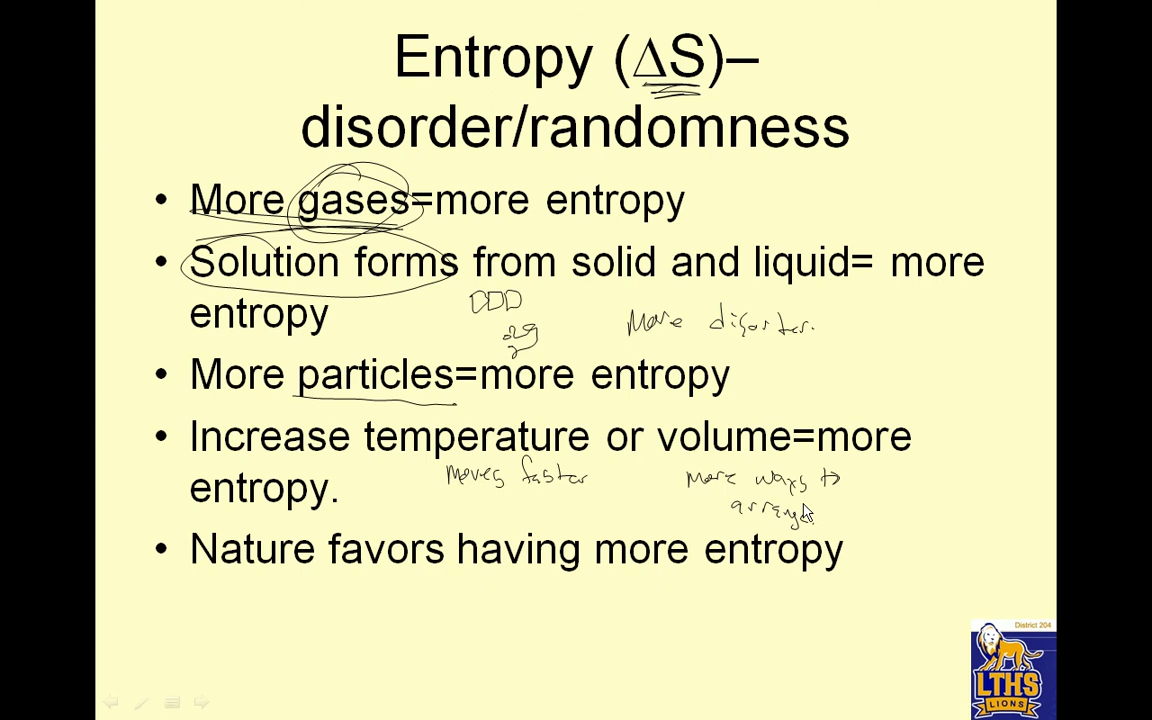 Entropy (∆S)–
disorder/randomness
• More gases=more entropy
• Solution forms from solid and liquid= more
entropy
More disorter.
• More particles=more entropy
• Increase temperature or volume=more
entropy.
moves faster
more ways to
arrange
• Nature favors having more entropy
District 204
LTHS
LIONS